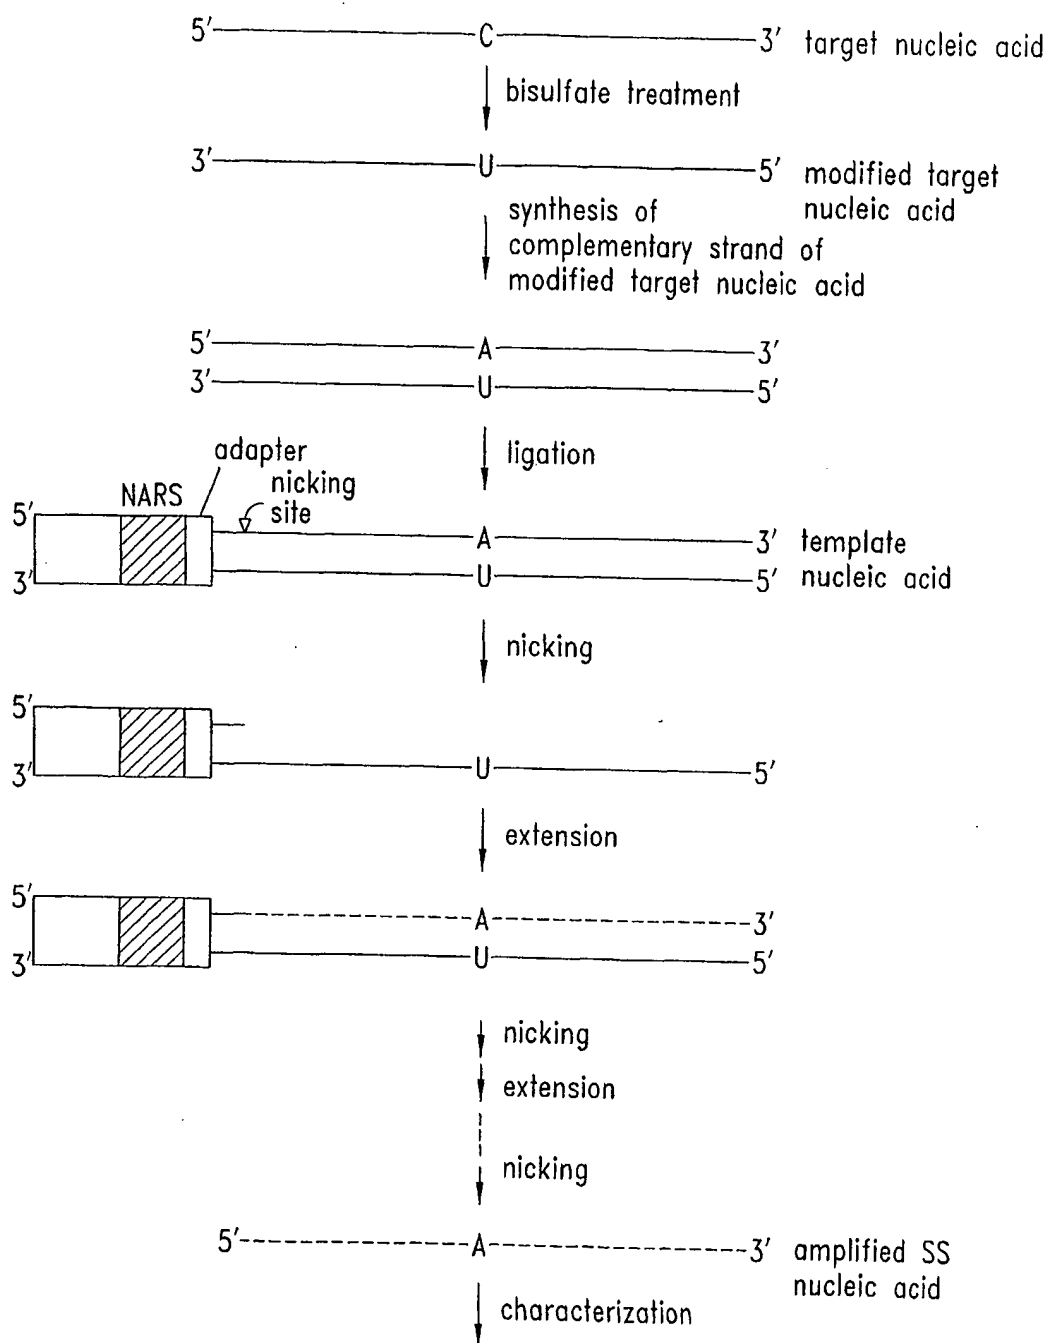 5' C 3' target nucleic acid
bisulfate treatment
3' U 5' modified target
nucleic acid
synthesis of
complementary strand of
modified target nucleic acid
5' A 3'
3' U 5'
ligation
adapter
NARS nicking
site
5' A 3' template
3' U 5' nucleic acid
nicking
5'
3' U 5'
extension
5' A 3'
3' U 5'
nicking
extension
nicking
5' A 3' amplified SS
nucleic acid
characterization